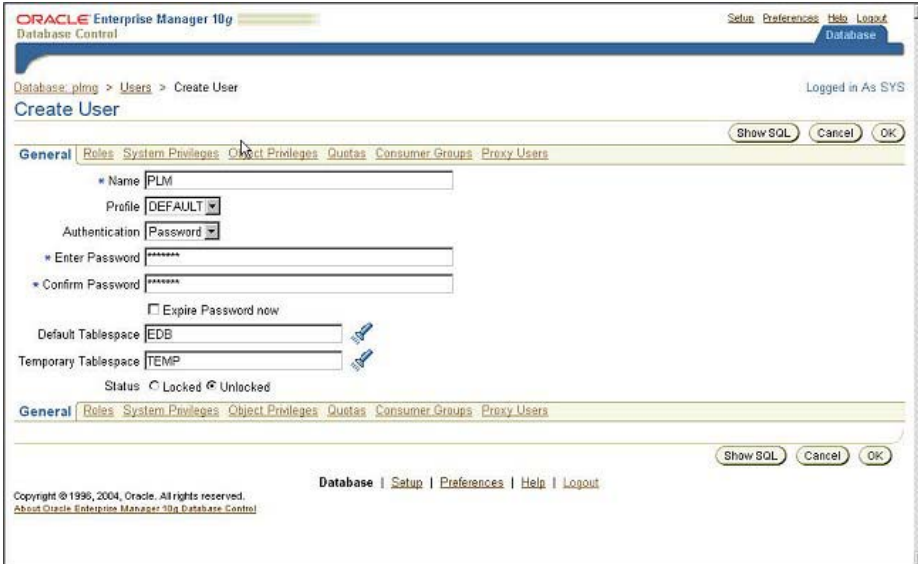 ORACLE Enterprise Manager 10g
Database Control
Setup Preferences Help Logout
Database
Database: plmg > Users > Create User
Logged in As SYS
Create User
Show SQL Cancel OK
General Roles System Privileges Object Privileges Quotas Consumer Groups Proxy Users
* Name PLM
Profile DEFAULT
Authentication Password
* Enter Password *******
* Confirm Password *******
Expire Password now
Default Tablespace EDB
Temporary Tablespace TEMP
Status Locked Unlocked
General Roles System Privileges Object Privileges Quotas Consumer Groups Proxy Users
Show SQL Cancel OK
Database | Setup | Preferences | Help | Logout
Copyright © 1996, 2004, Oracle. All rights reserved.
About Oracle Enterprise Manager 10g Database Control